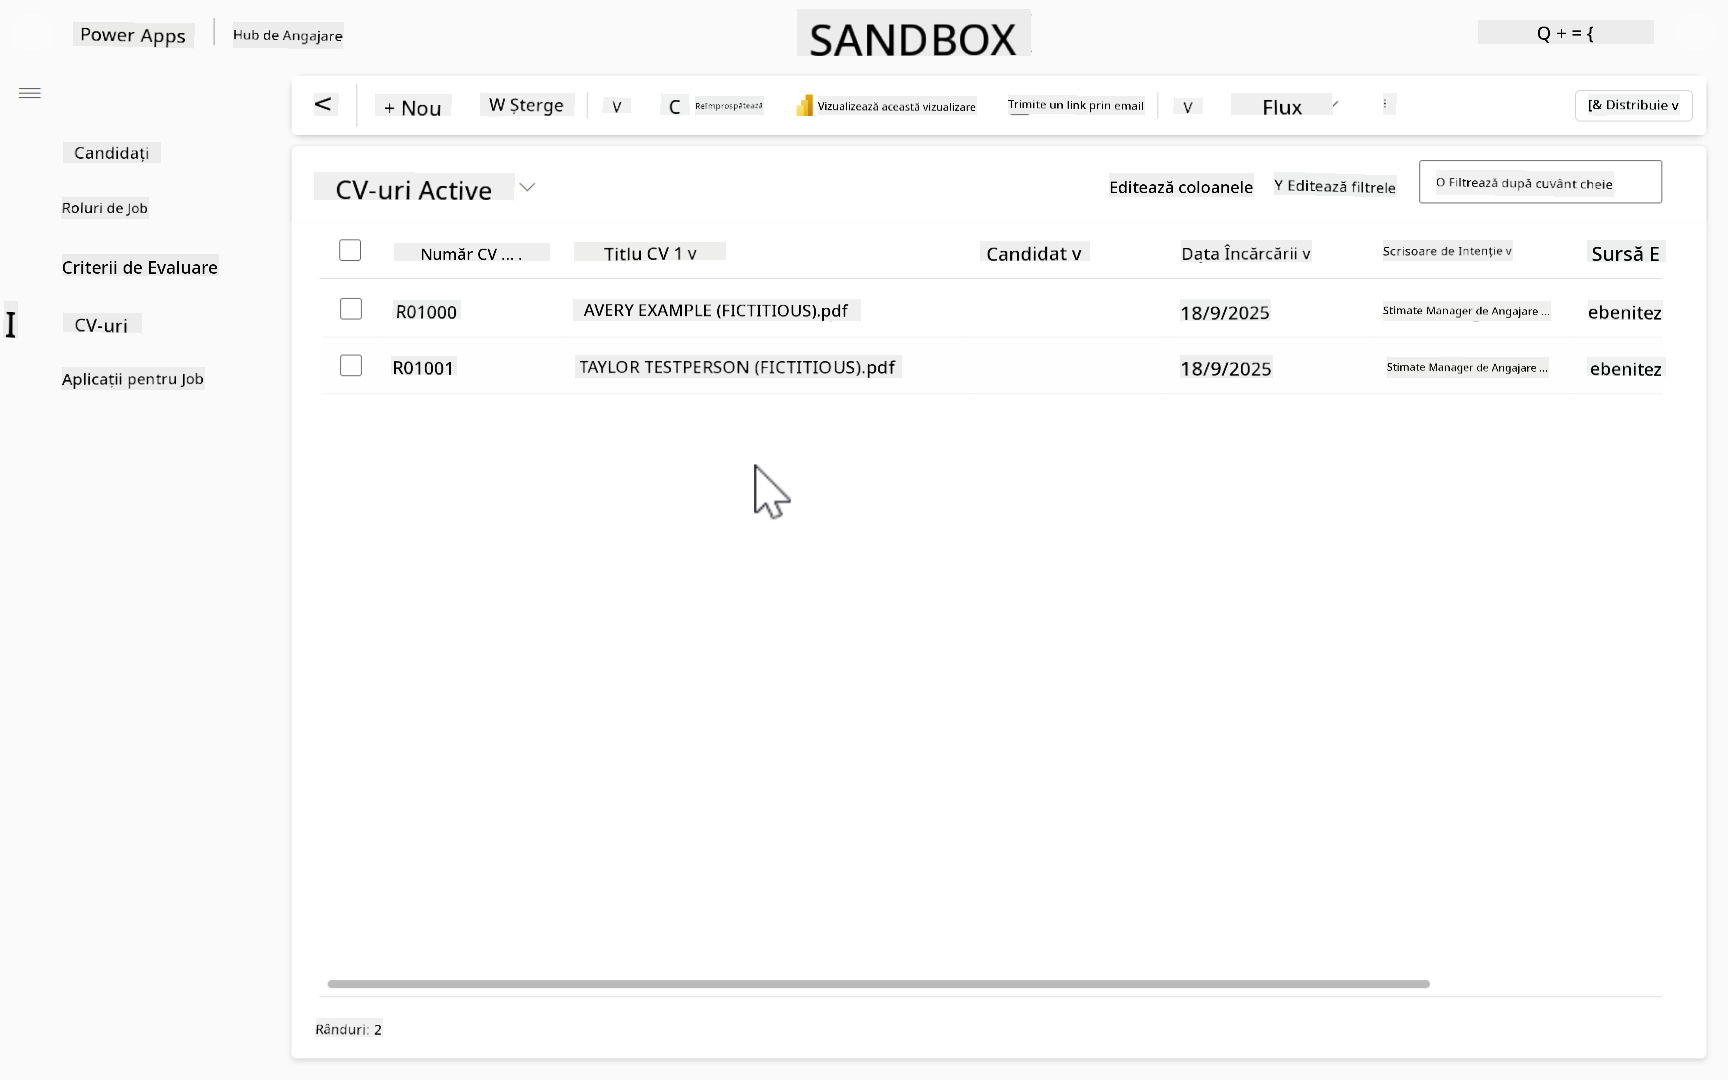 Power Apps
Hub de Angajare
SANDBOX
Q + = {
< + Nou W Șterge v C Reîmprospătează Vizualizează această vizualizare Trimite un link prin email v Flux [& Distribuie v
Candidați
Roluri de Job
Criterii de Evaluare
I CV-uri
Aplicații pentru Job
CV-uri Active Editează coloanele Y Editează filtrele O Filtrează după cuvânt cheie
Număr CV ... . Titlu CV 1 v Candidat v Data Încărcării v Scrisoare de Intenție v Sursă E
R01000 AVERY EXAMPLE (FICTITIOUS).pdf 18/9/2025 Stimate Manager de Angajare ... ebenitez
R01001 TAYLOR TESTPERSON (FICTITIOUS).pdf 18/9/2025 Stimate Manager de Angajare ... ebenitez
Rânduri: 2